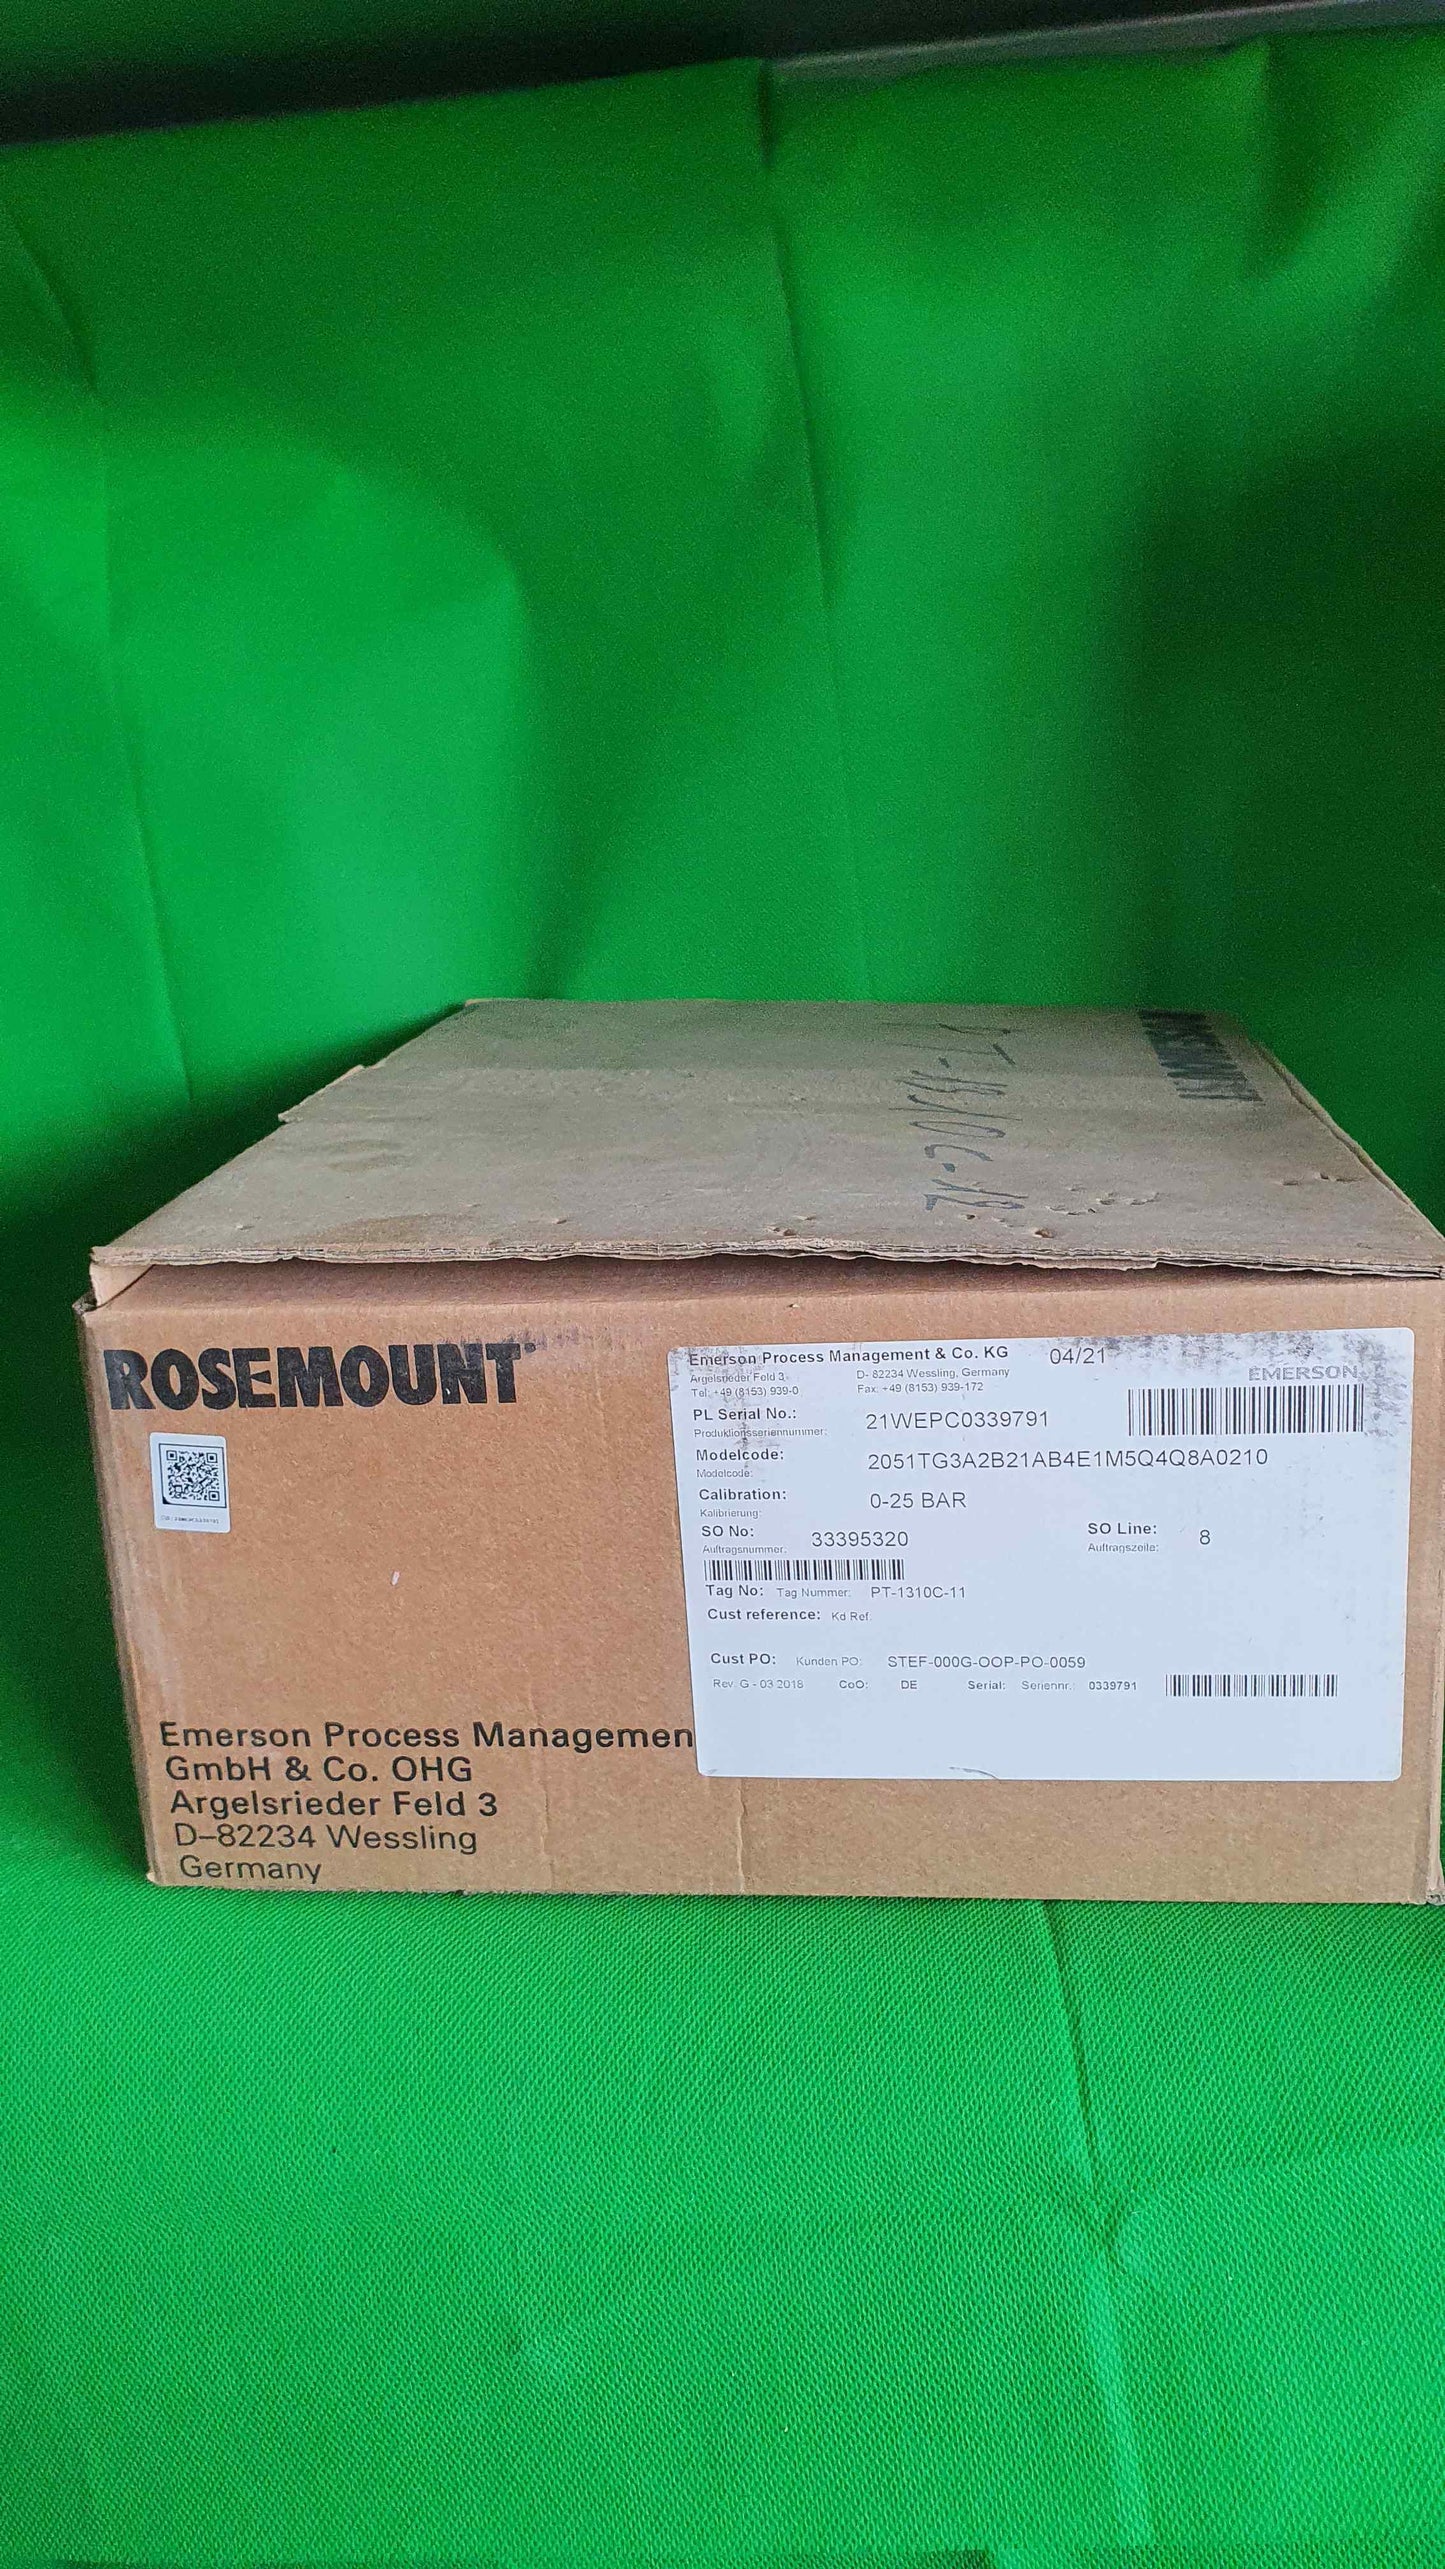 ROSEMOUNT
Emerson Process Management & Co. KG 04/21
EMERSON
Argelsrieder Feld 3 D- 82234 Wessling, Germany
Tel: +49 (8153) 939-0 Fax: +49 (8153) 939-172
PL Serial No.: 21WEPC0339791
Produktionsseriennummer:
Modelcode: 2051TG3A2B21AB4E1M5Q4Q8A0210
Modelcode:
Calibration: 0-25 BAR
Kalibrierung:
SO No: 33395320 SO Line: 8
Auftragsnummer: Auftragszeile:
Tag No: Tag Nummer: PT-1310C-11
Cust reference: Kd Ref.
Cust PO: Kunden PO: STEF-000G-OOP-PO-0059
Rev. G - 03 2018 CoO: DE Serial: Seriennr.: 0339791
Emerson Process Managemen
GmbH & Co. OHG
Argelsrieder Feld 3
D–82234 Wessling
Germany